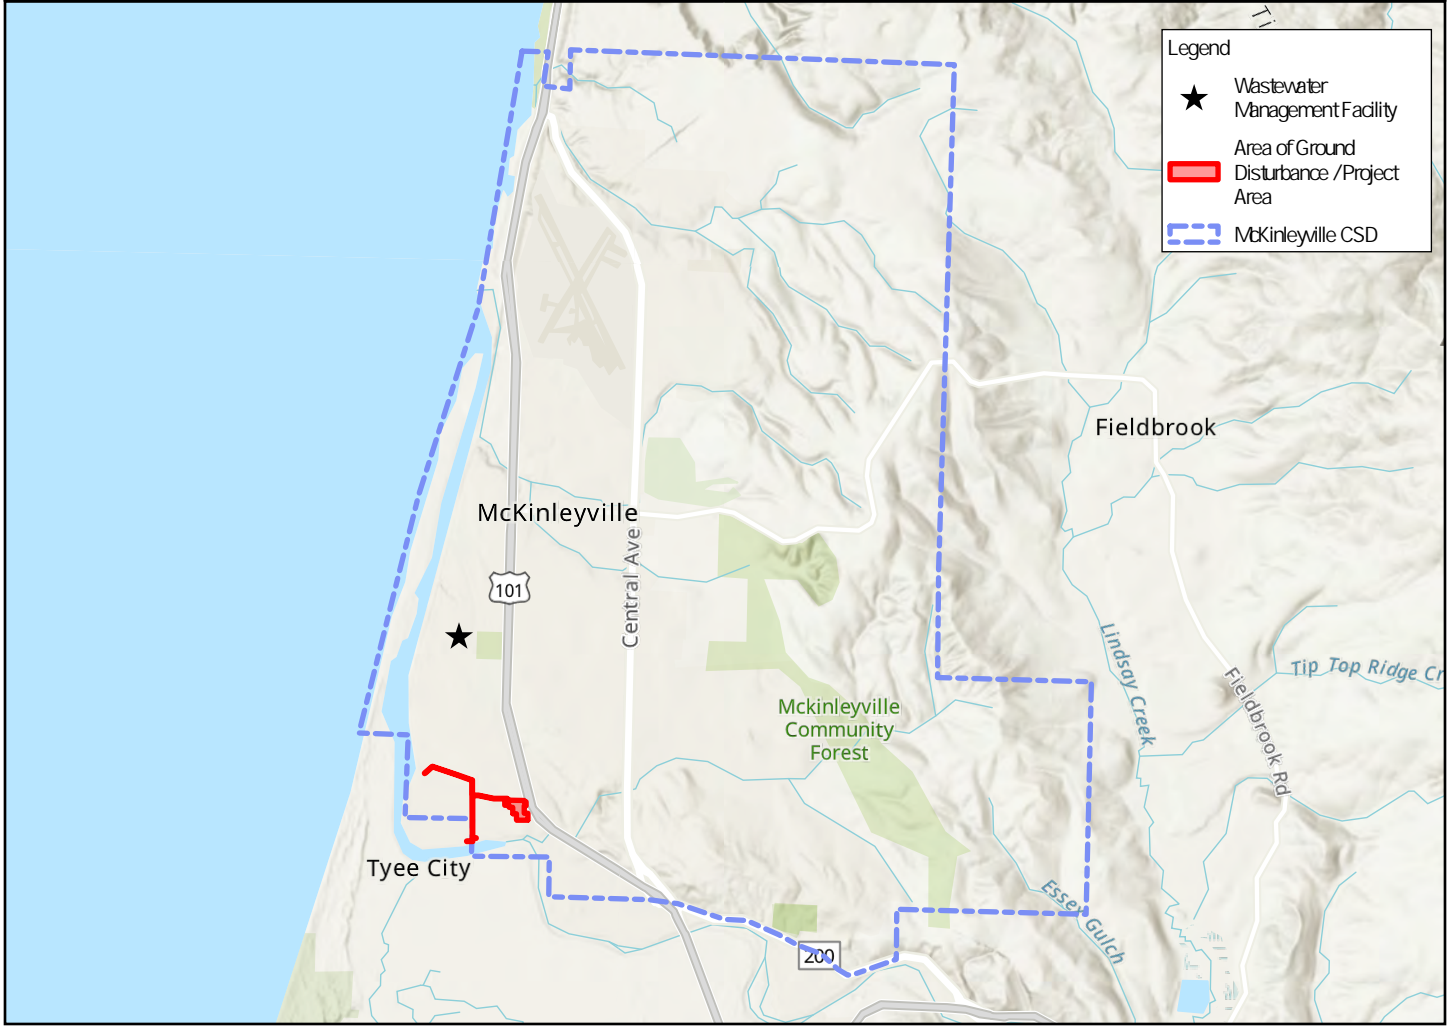 Ti
Legend
Wastewater
Management Facility
Area of Ground
Disturbance / Project
Area
McKinleyville CSD
Fieldbrook
McKinleyville
101
Central Ave
Lindsay Creek
Fieldbrook Rd
Tip Top Ridge Cr
Mckinleyville
Community
Forest
Tyee City
Essex Gulch
200